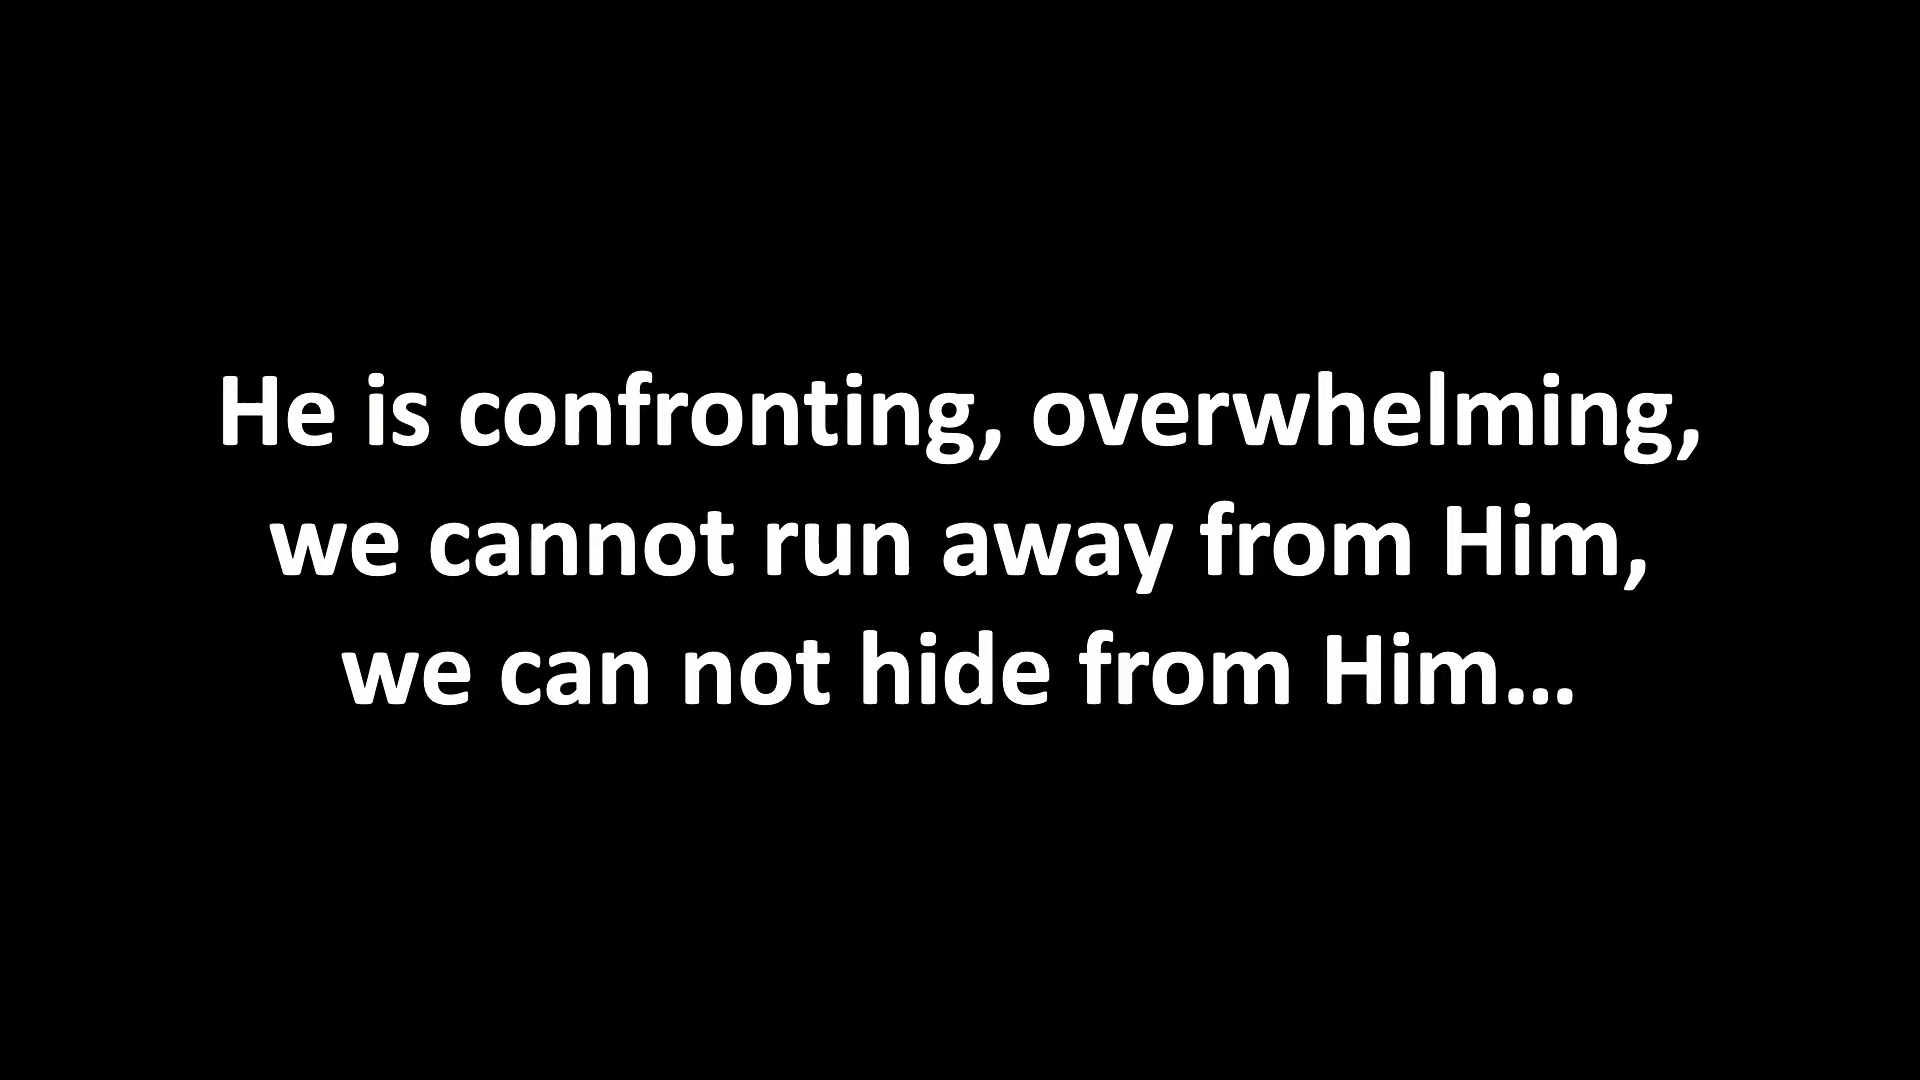 He is confronting, overwhelming,
we cannot run away from Him,
we can not hide from Him...